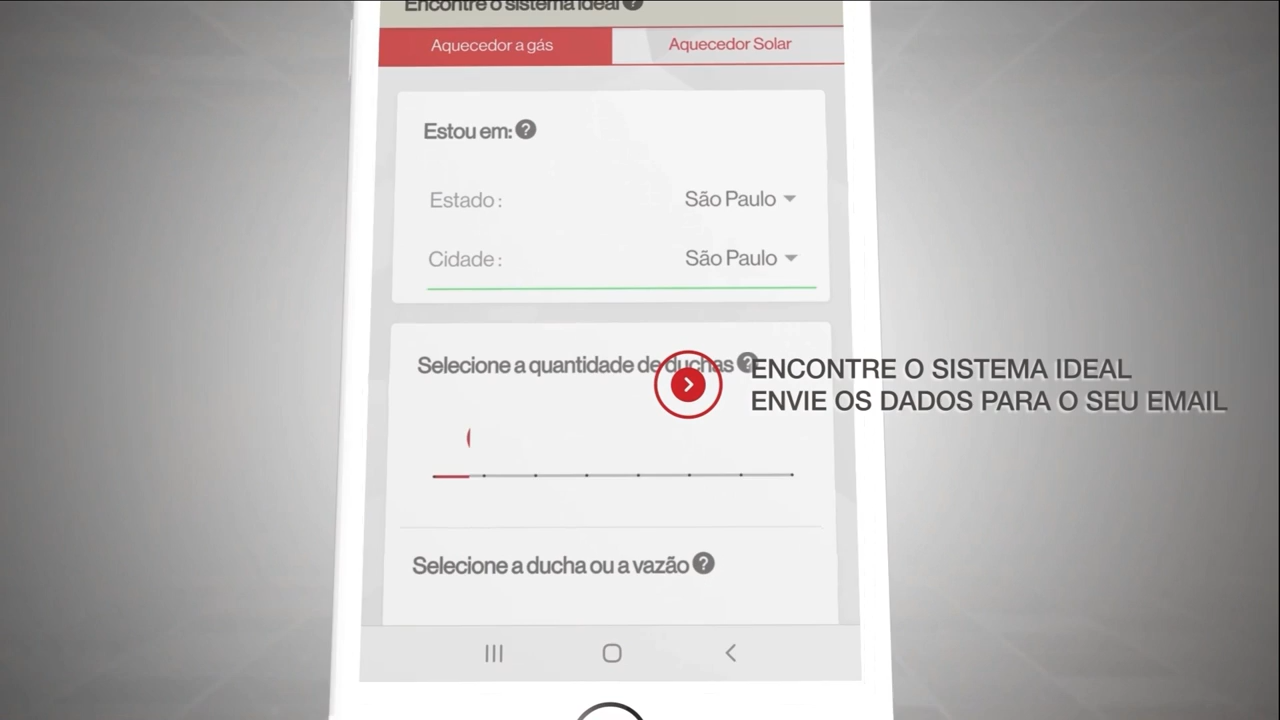 Encontre o sistema ideal ?
Aquecedor a gás
Aquecedor Solar
Estou em: ?
Estado :
São Paulo
Cidade :
São Paulo
Selecione a quantidade de duchas ?
ENCONTRE O SISTEMA IDEAL
ENVIE OS DADOS PARA O SEU EMAIL
Selecione a ducha ou a vazão ?